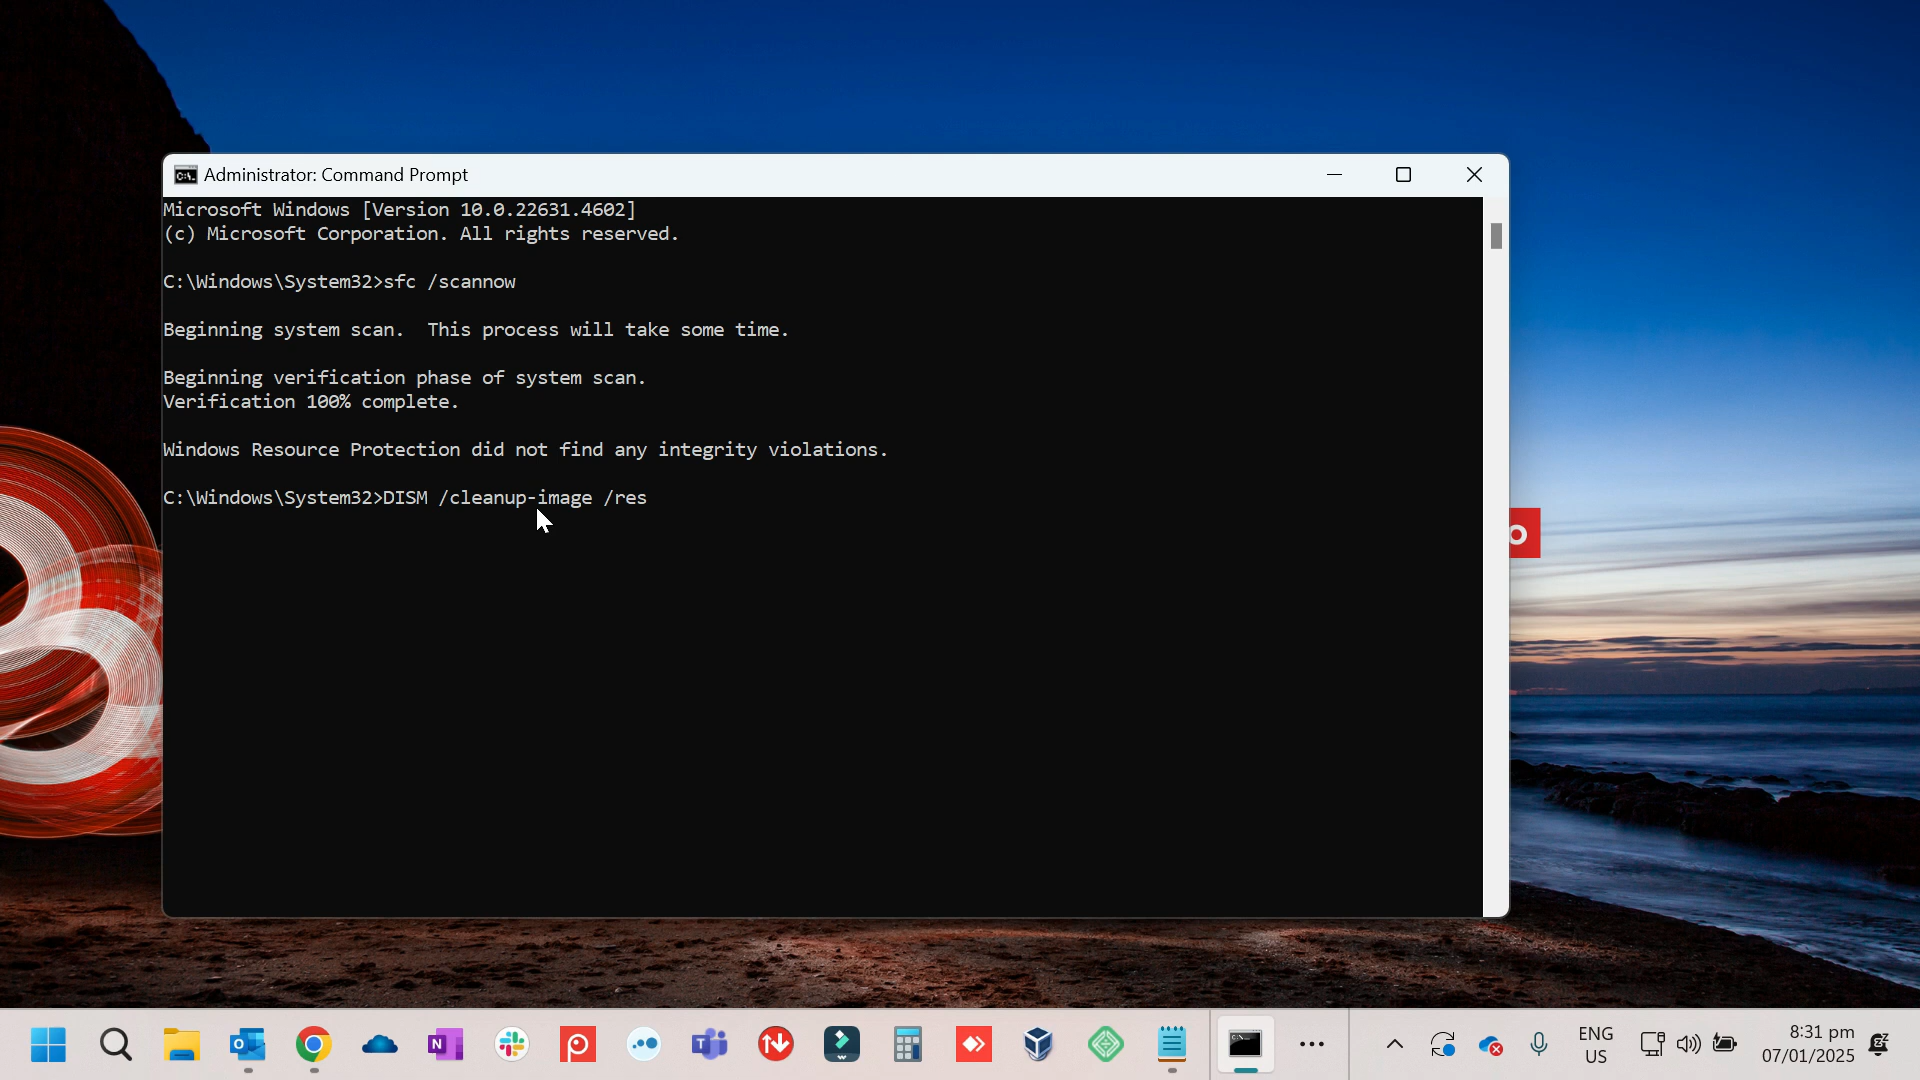 Administrator: Command Prompt
Microsoft Windows [Version 10.0.22631.4602]
(c) Microsoft Corporation. All rights reserved.
C:\Windows\System32>sfc /scannow
Beginning system scan.  This process will take some time.
Beginning verification phase of system scan.
Verification 100% complete.
Windows Resource Protection did not find any integrity violations.
C:\Windows\System32>DISM /cleanup-image /res
ENG
US
8:31 pm
07/01/2025